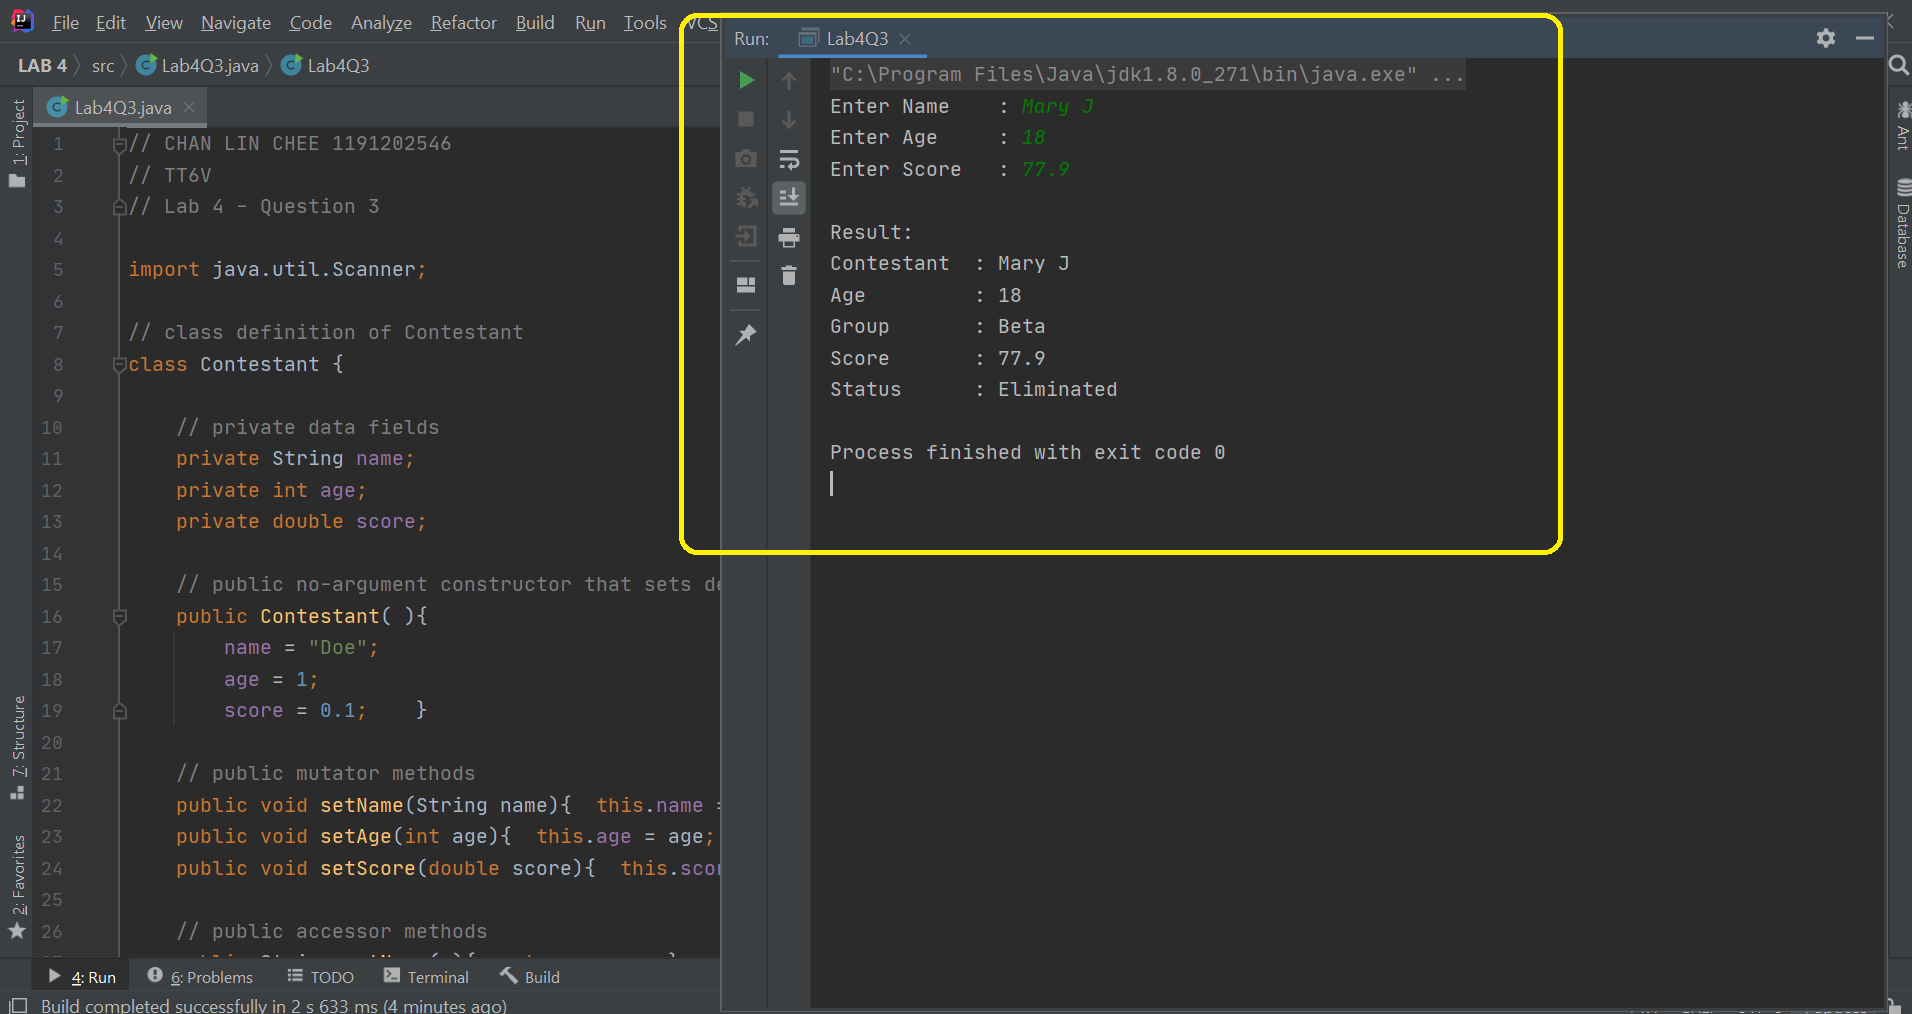 File Edit View Navigate Code Analyze Refactor Build Run Tools VCS
LAB 4 src Lab4Q3.java Lab4Q3
Lab4Q3.java
1: Project
7: Structure
2: Favorites
1 // CHAN LIN CHEE 1191202546
2 // TT6V
3 // Lab 4 - Question 3
4
5 import java.util.Scanner;
6
7 // class definition of Contestant
8 class Contestant {
9
10 // private data fields
11 private String name;
12 private int age;
13 private double score;
14
15 // public no-argument constructor that sets
16 public Contestant( ){
17 name = "Doe";
18 age = 1;
19 score = 0.1; }
20
21 // public mutator methods
22 public void setName(String name){ this.name =
23 public void setAge(int age){ this.age = age;
24 public void setScore(double score){ this.scor
25
26 // public accessor methods
Run: Lab4Q3
"C:\Program Files\Java\jdk1.8.0_271\bin\java.exe" ...
Enter Name : Mary J
Enter Age : 18
Enter Score : 77.9
Result:
Contestant : Mary J
Age : 18
Group : Beta
Score : 77.9
Status : Eliminated
Process finished with exit code 0
Ant
Database
4: Run 6: Problems TODO Terminal Build
Build completed successfully in 2 s 633 ms (4 minutes ago)